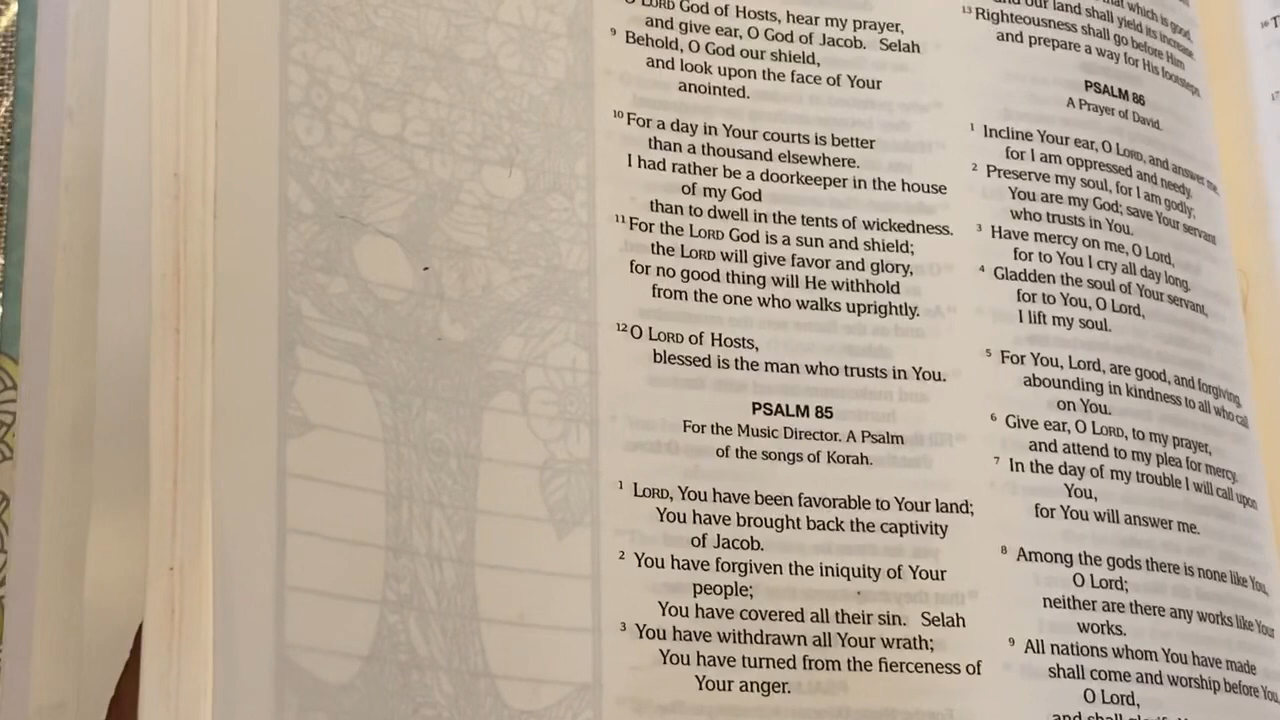 LORD God of Hosts, hear my prayer,
and give ear, O God of Jacob. Selah
9 Behold, O God our shield,
and look upon the face of Your
anointed.
10 For a day in Your courts is better
than a thousand elsewhere.
I had rather be a doorkeeper in the house
of my God
than to dwell in the tents of wickedness.
11 For the LORD God is a sun and shield;
the LORD will give favor and glory,
for no good thing will He withhold
from the one who walks uprightly.
12 O LORD of Hosts,
blessed is the man who trusts in You.
PSALM 85
For the Music Director. A Psalm
of the songs of Korah.
1 LORD, You have been favorable to Your land;
You have brought back the captivity
of Jacob.
2 You have forgiven the iniquity of Your
people;
You have covered all their sin. Selah
3 You have withdrawn all Your wrath;
You have turned from the fierceness of
Your anger.
that which is good,
and our land shall yield its increase.
13 Righteousness shall go before Him
and prepare a way for His footsteps.
PSALM 86
A Prayer of David.
1 Incline Your ear, O LORD, and answer me,
for I am oppressed and needy.
2 Preserve my soul, for I am godly;
You are my God; save Your servant
who trusts in You.
3 Have mercy on me, O Lord,
for to You I cry all day long.
4 Gladden the soul of Your servant,
for to You, O Lord,
I lift my soul.
5 For You, Lord, are good, and forgiving,
abounding in kindness to all who call
on You.
6 Give ear, O LORD, to my prayer,
and attend to my plea for mercy.
7 In the day of my trouble I will call upon
You,
for You will answer me.
8 Among the gods there is none like You,
O Lord;
neither are there any works like Your
works.
9 All nations whom You have made
shall come and worship before You,
O Lord,
and shall